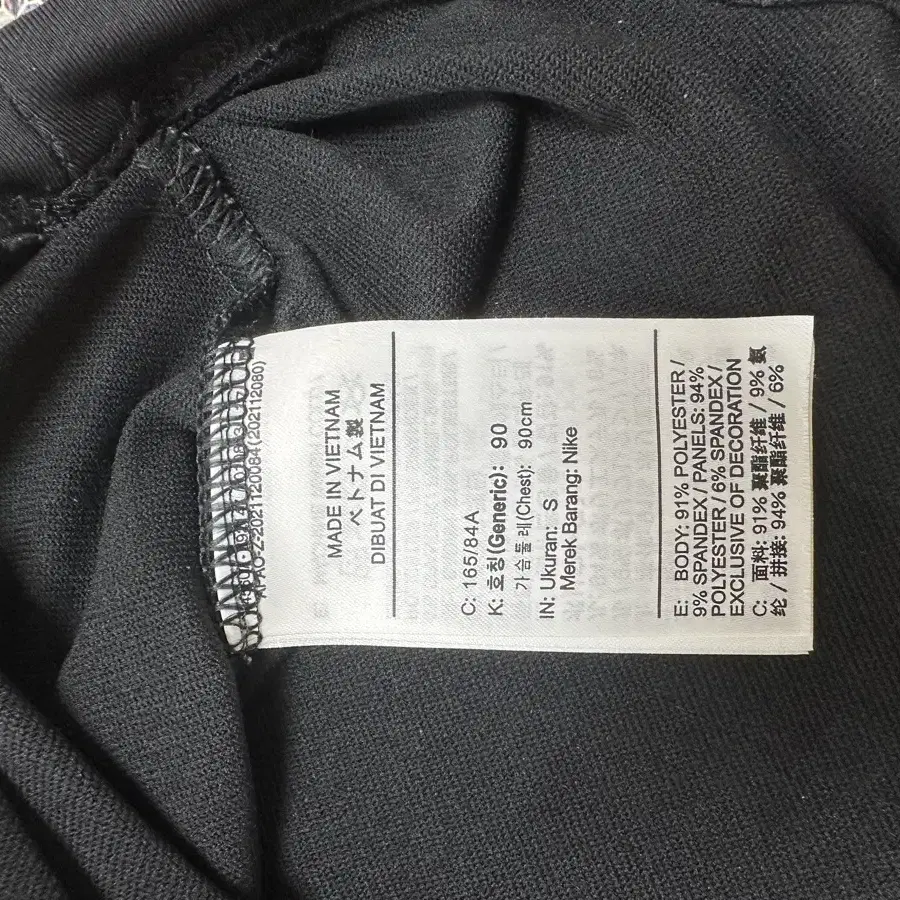 MADE IN VIETNAM
ベトナム製
DIBUAT DI VIETNAM
C: 165/84A
K: 호칭(Generic): 90
가슴둘레(Chest): 90cm
IN: Ukuran: S
Merek Barang: Nike
E: BODY: 91% POLYESTER /
9% SPANDEX / PANELS: 94%
POLYESTER / 6% SPANDEX /
EXCLUSIVE OF DECORATION
C: 面料: 91% 聚酯纤维 / 9% 氨
纶 / 拼接: 94% 聚酯纤维 / 6%